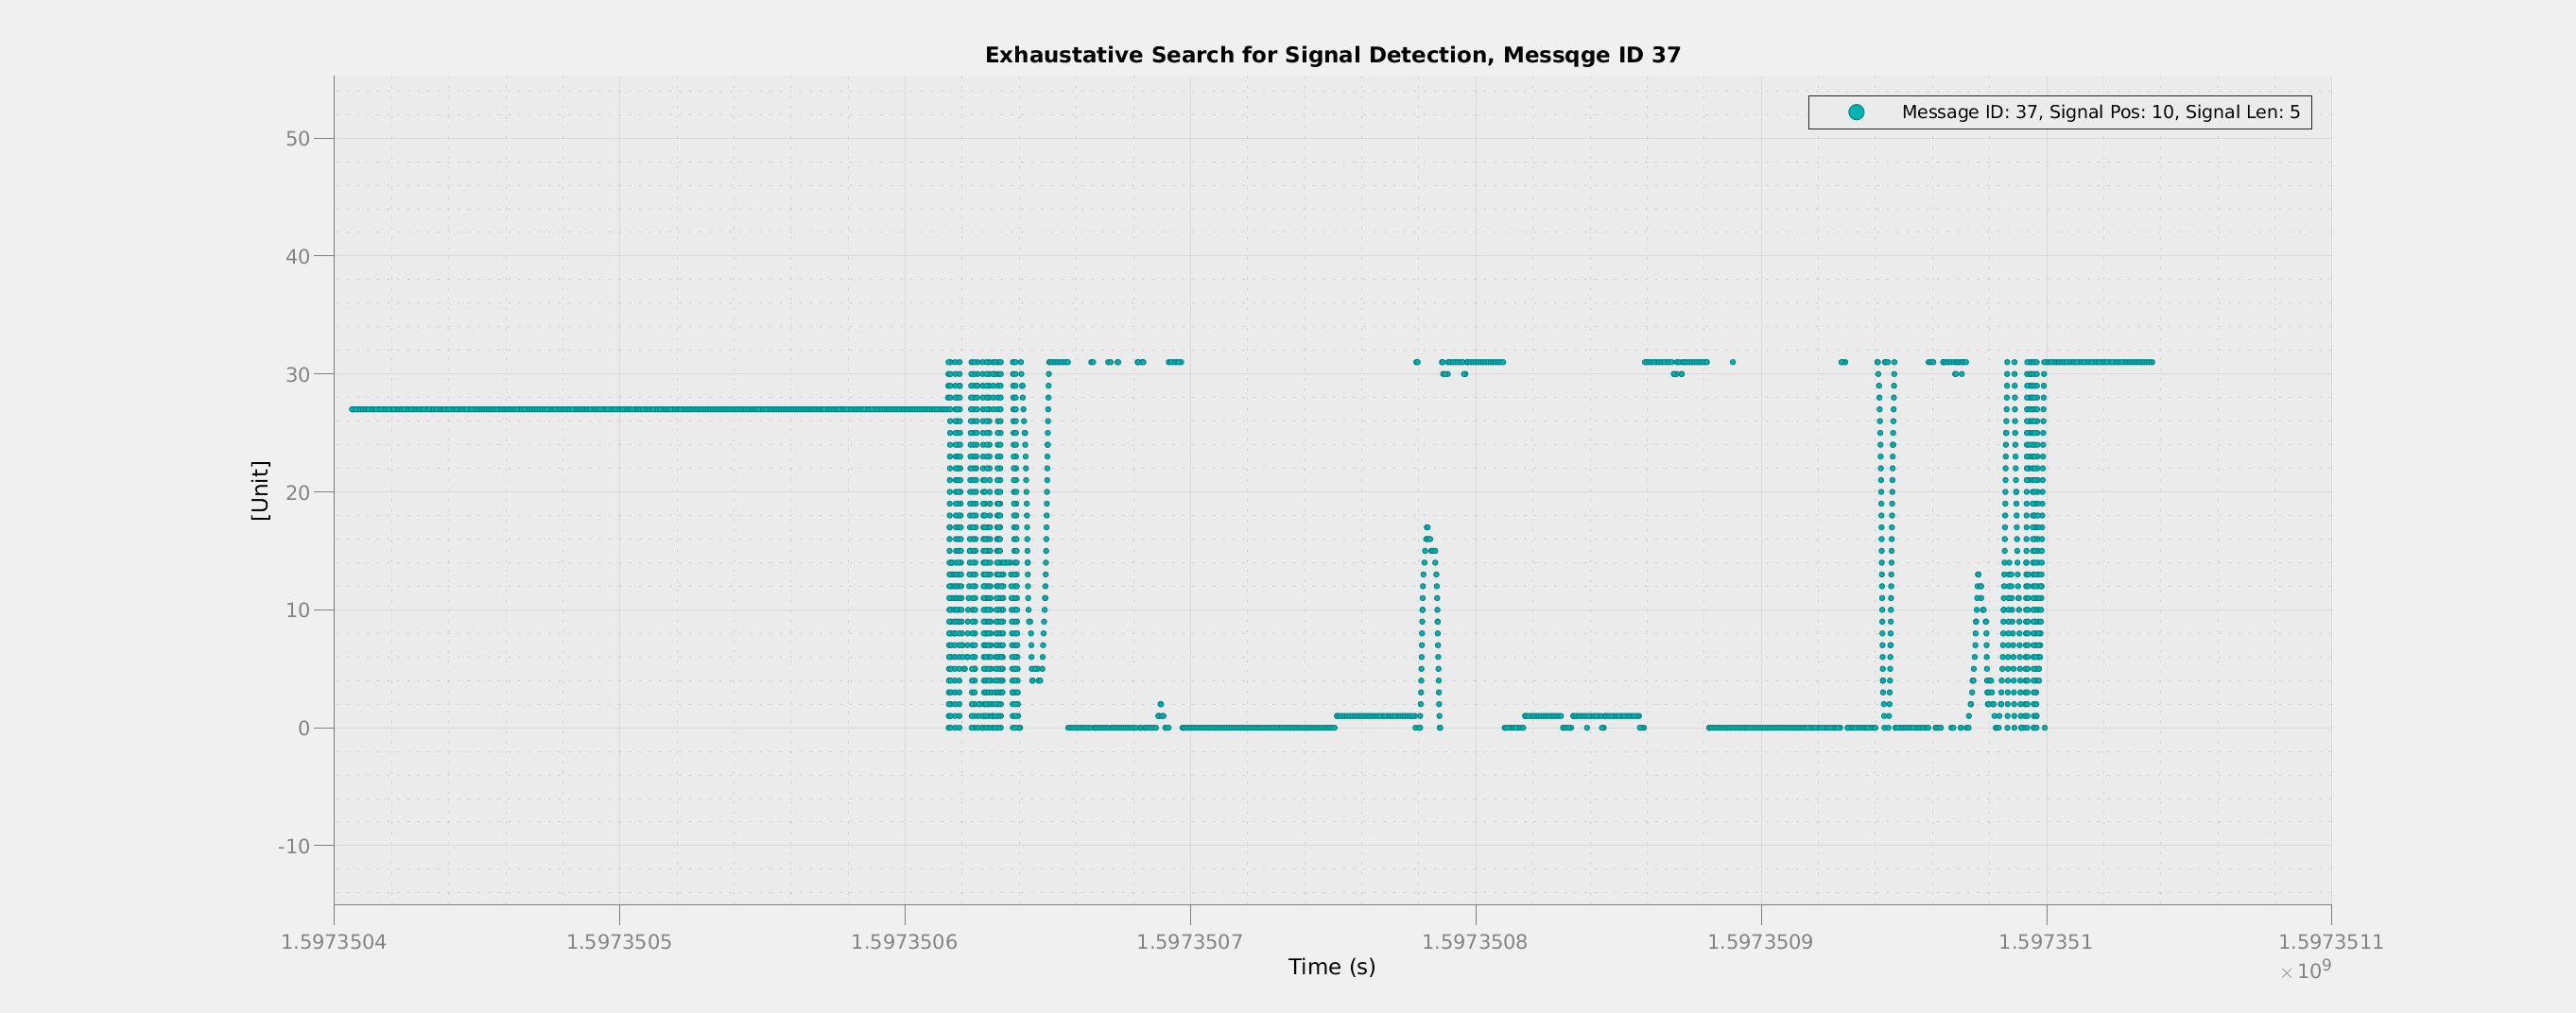 Exhaustative Search for Signal Detection, Messqge ID 37
Message ID: 37, Signal Pos: 10, Signal Len: 5
50
40
30
20
10
0
-10
[Unit]
1.5973504 1.5973505 1.5973506 1.5973507 1.5973508 1.5973509 1.597351 1.5973511
Time (s)
× 10⁹